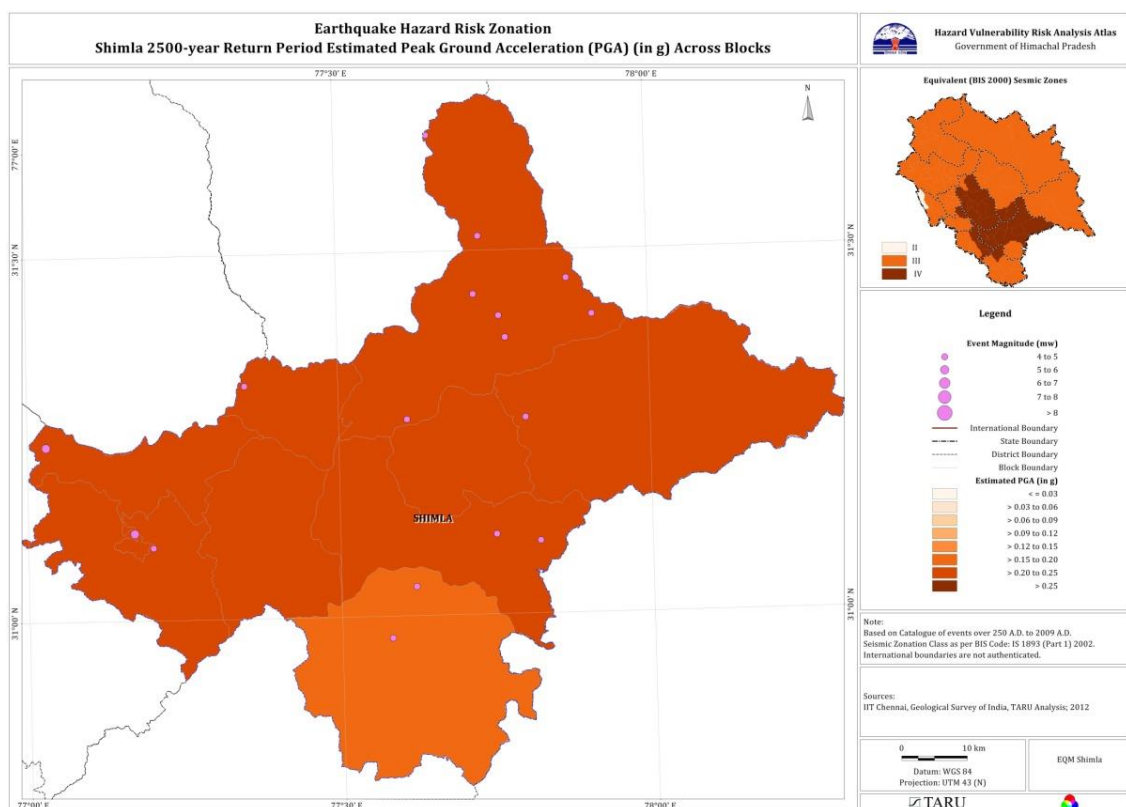 Earthquake Hazard Risk Zonation
Shimla 2500-year Return Period Estimated Peak Ground Acceleration (PGA) (in g) Across Blocks
Hazard Vulnerability Risk Analysis Atlas
Government of Himachal Pradesh
77°30' E
78°00' E
N
77°00' E
31°30' N
31°30' N
SHIMLA
31°00' N
31°00' N
77°00' E
77°30' E
78°00' E
Equivalent (BIS 2000) Sesmic Zones
II
III
IV
Legend
Event Magnitude (mw)
4 to 5
5 to 6
6 to 7
7 to 8
> 8
International Boundary
State Boundary
District Boundary
Block Boundary
Estimated PGA (in g)
< = 0.03
> 0.03 to 0.06
> 0.06 to 0.09
> 0.09 to 0.12
> 0.12 to 0.15
> 0.15 to 0.20
> 0.20 to 0.25
> 0.25
Note:
Based on Catalogue of events over 250 A.D. to 2009 A.D.
Seismic Zonation Class as per BIS Code: IS 1893 (Part 1) 2002.
International boundaries are not authenticated.
Sources:
IIT Chennai, Geological Survey of India, TARU Analysis; 2012
0 10 km
Datum: WGS 84
Projection: UTM 43 (N)
EQM Shimla
TARU